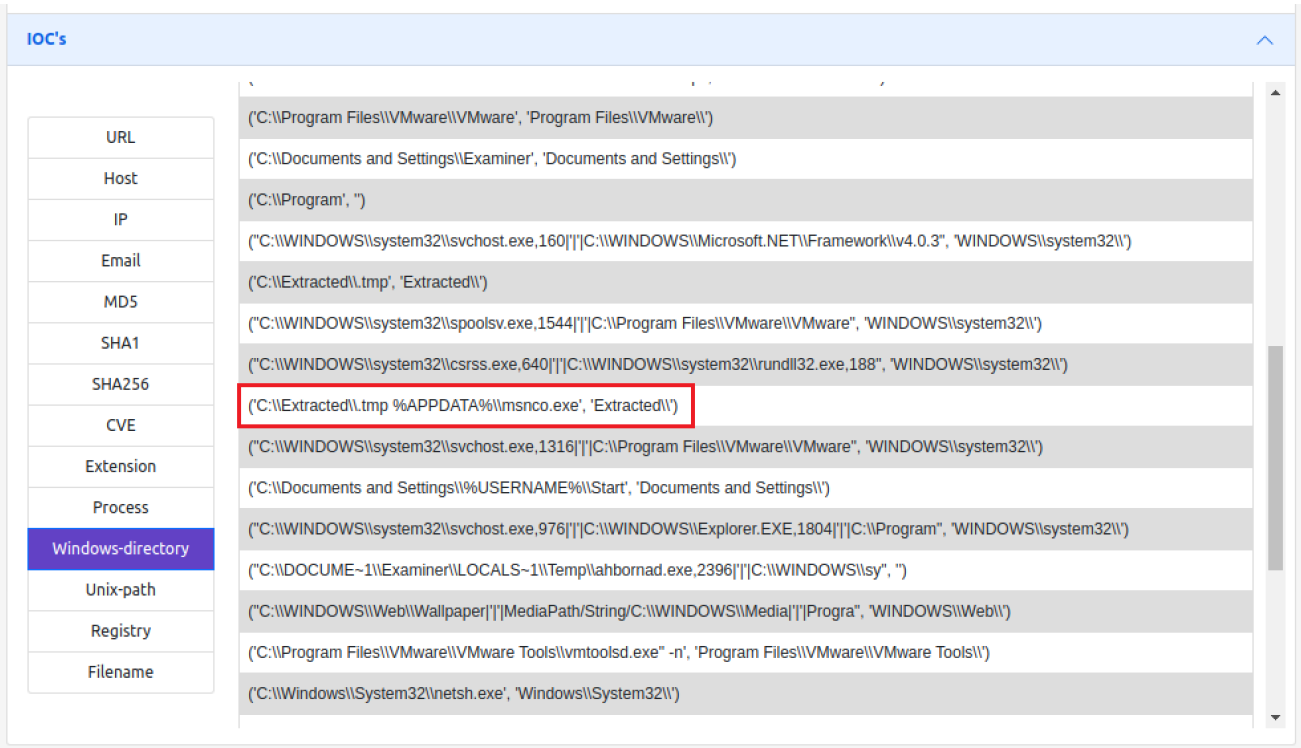 IOC's
URL
Host
IP
Email
MD5
SHA1
SHA256
CVE
Extension
Process
Windows-directory
Unix-path
Registry
Filename
('C:\\Program Files\\VMware\\VMware', 'Program Files\\VMware\\')
('C:\\Documents and Settings\\Examiner', 'Documents and Settings\\')
('C:\\Program', '')
("C:\\WINDOWS\\system32\\svchost.exe,160|'|'|C:\\WINDOWS\\Microsoft.NET\\Framework\\v4.0.3", 'WINDOWS\\system32\\')
('C:\\Extracted\\.tmp', 'Extracted\\')
("C:\\WINDOWS\\system32\\spoolsv.exe,1544|'|'|C:\\Program Files\\VMware\\VMware", 'WINDOWS\\system32\\')
("C:\\WINDOWS\\system32\\csrss.exe,640|'|'|C:\\WINDOWS\\system32\\rundll32.exe,188", 'WINDOWS\\system32\\')
('C:\\Extracted\\.tmp %APPDATA%\\msnco.exe', 'Extracted\\')
("C:\\WINDOWS\\system32\\svchost.exe,1316|'|'|C:\\Program Files\\VMware\\VMware", 'WINDOWS\\system32\\')
('C:\\Documents and Settings\\%USERNAME%\\Start', 'Documents and Settings\\')
("C:\\WINDOWS\\system32\\svchost.exe,976|'|'|C:\\WINDOWS\\Explorer.EXE,1804|'|'|C:\\Program", 'WINDOWS\\system32\\')
("C:\\DOCUME~1\\Examiner\\LOCALS~1\\Temp\\ahbornad.exe,2396|'|'|C:\\WINDOWS\\sy", '')
("C:\\WINDOWS\\Web\\Wallpaper|'|'|MediaPath/String/C:\\WINDOWS\\Media|'|'|Progra", 'WINDOWS\\Web\\')
('C:\\Program Files\\VMware\\VMware Tools\\vmtoolsd.exe" -n', 'Program Files\\VMware\\VMware Tools\\')
('C:\\Windows\\System32\\netsh.exe', 'Windows\\System32\\')